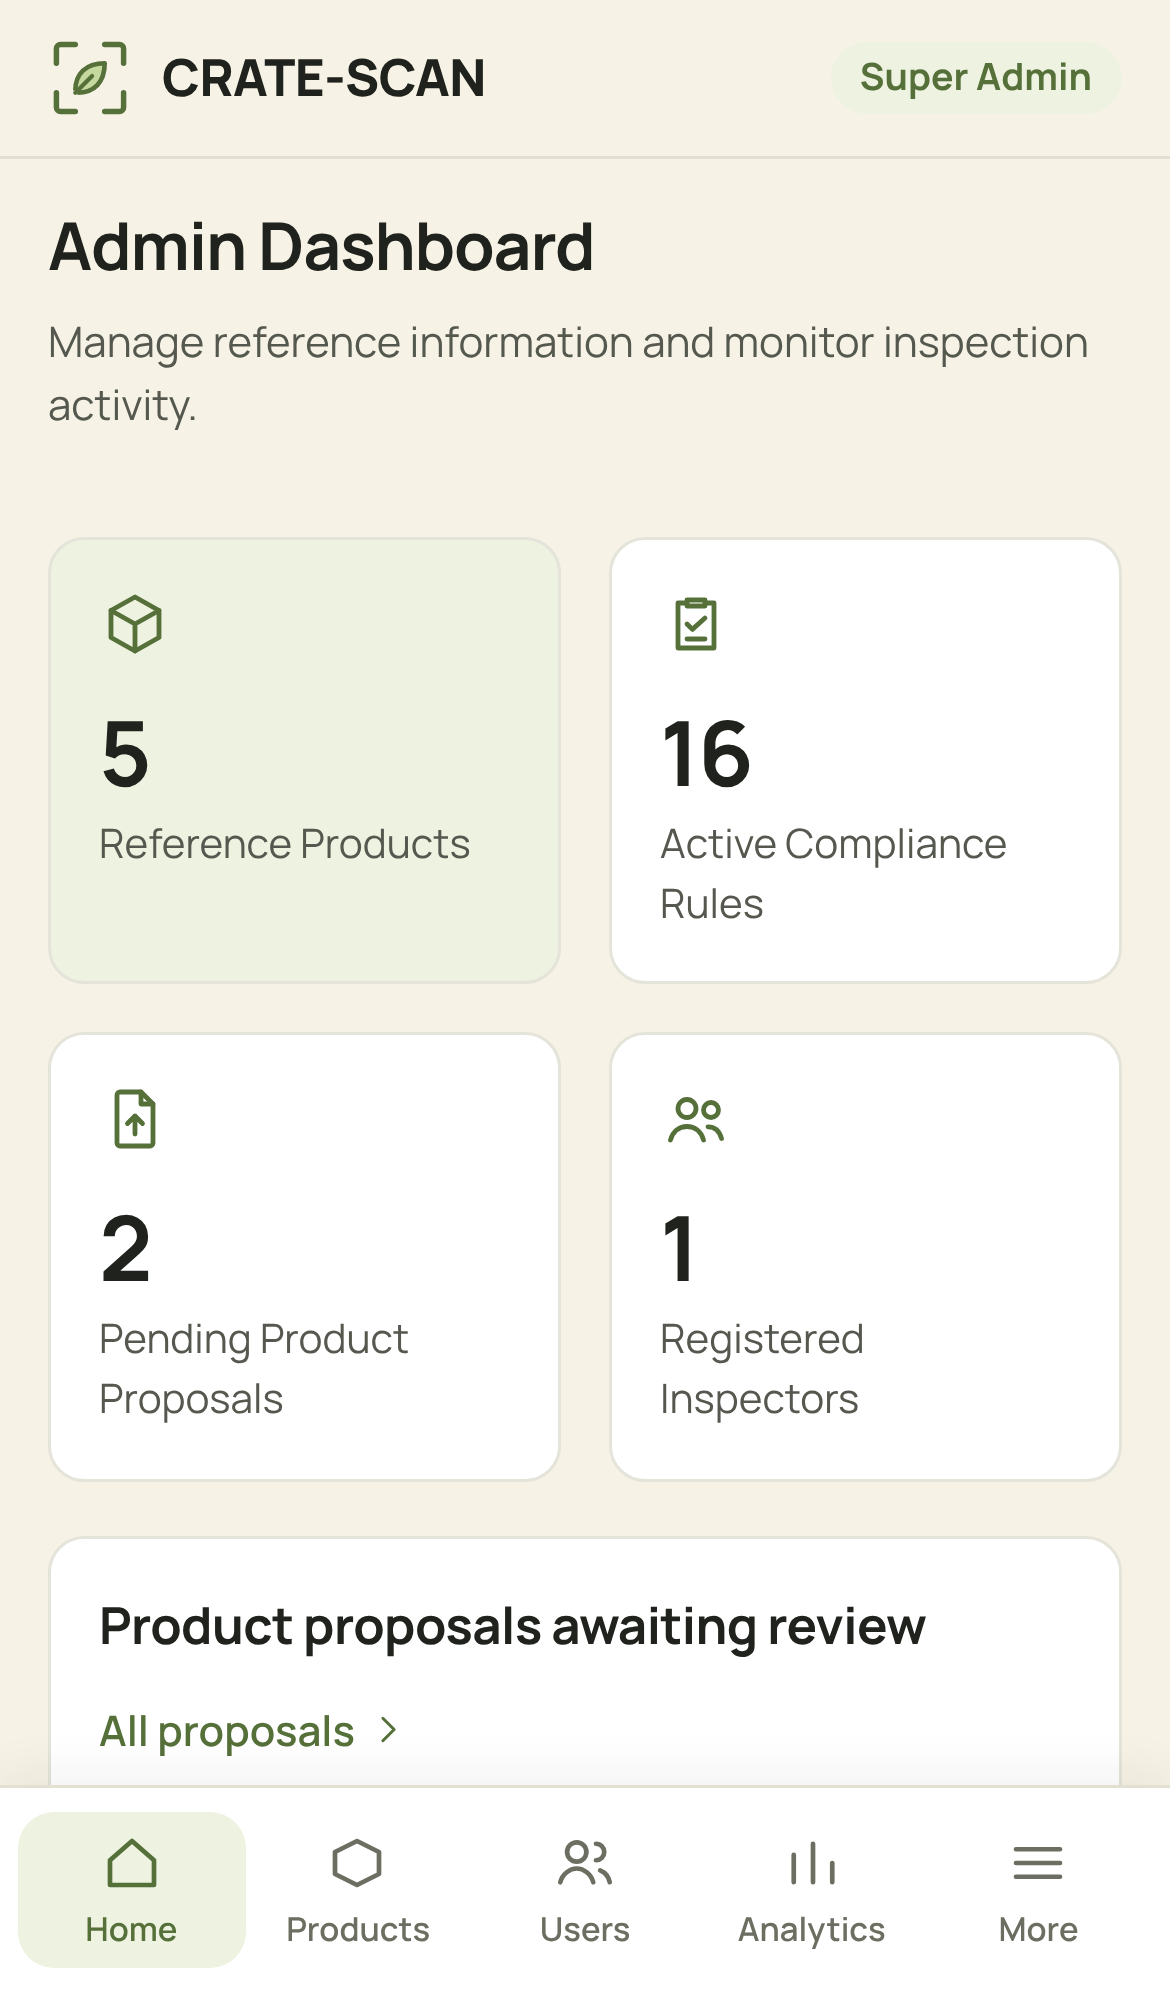 CRATE-SCAN
Super Admin
Admin Dashboard
Manage reference information and monitor inspection
activity.
5
Reference Products
16
Active Compliance
Rules
2
Pending Product
Proposals
1
Registered
Inspectors
Product proposals awaiting review
All proposals
Home
Products
Users
Analytics
More